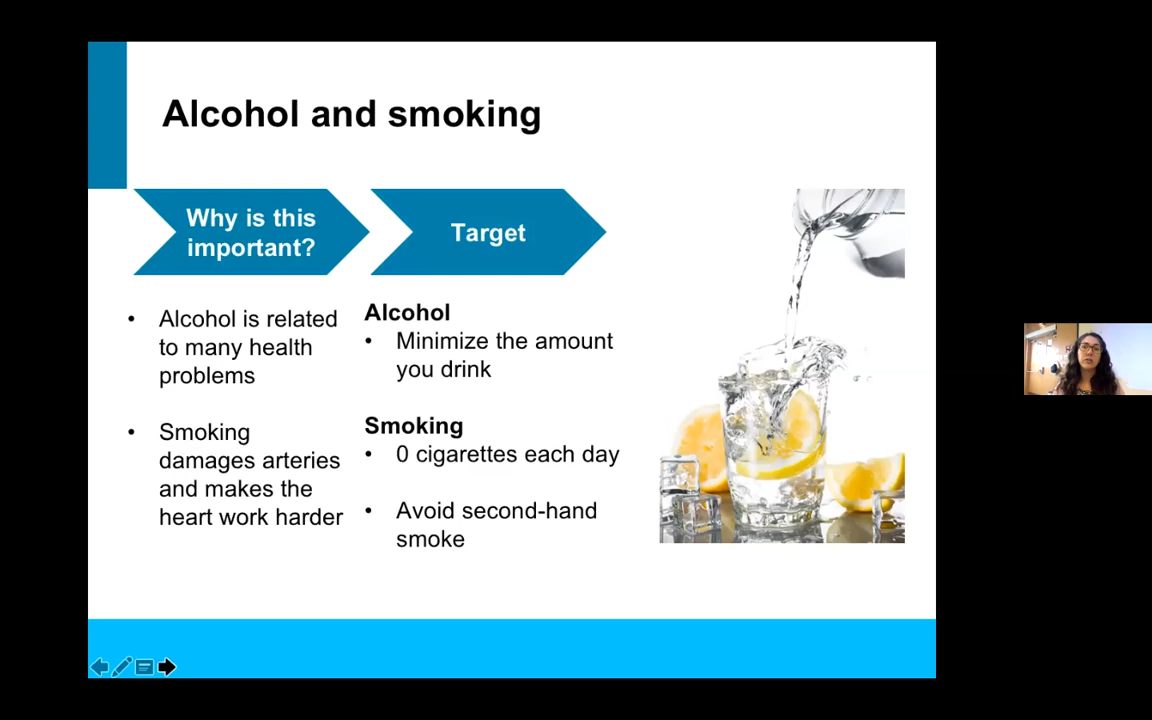 Alcohol and smoking
Why is this
important?
Target
• Alcohol is related
to many health
problems
• Smoking
damages arteries
and makes the
heart work harder
Alcohol
• Minimize the amount
you drink
Smoking
• 0 cigarettes each day
• Avoid second-hand
smoke